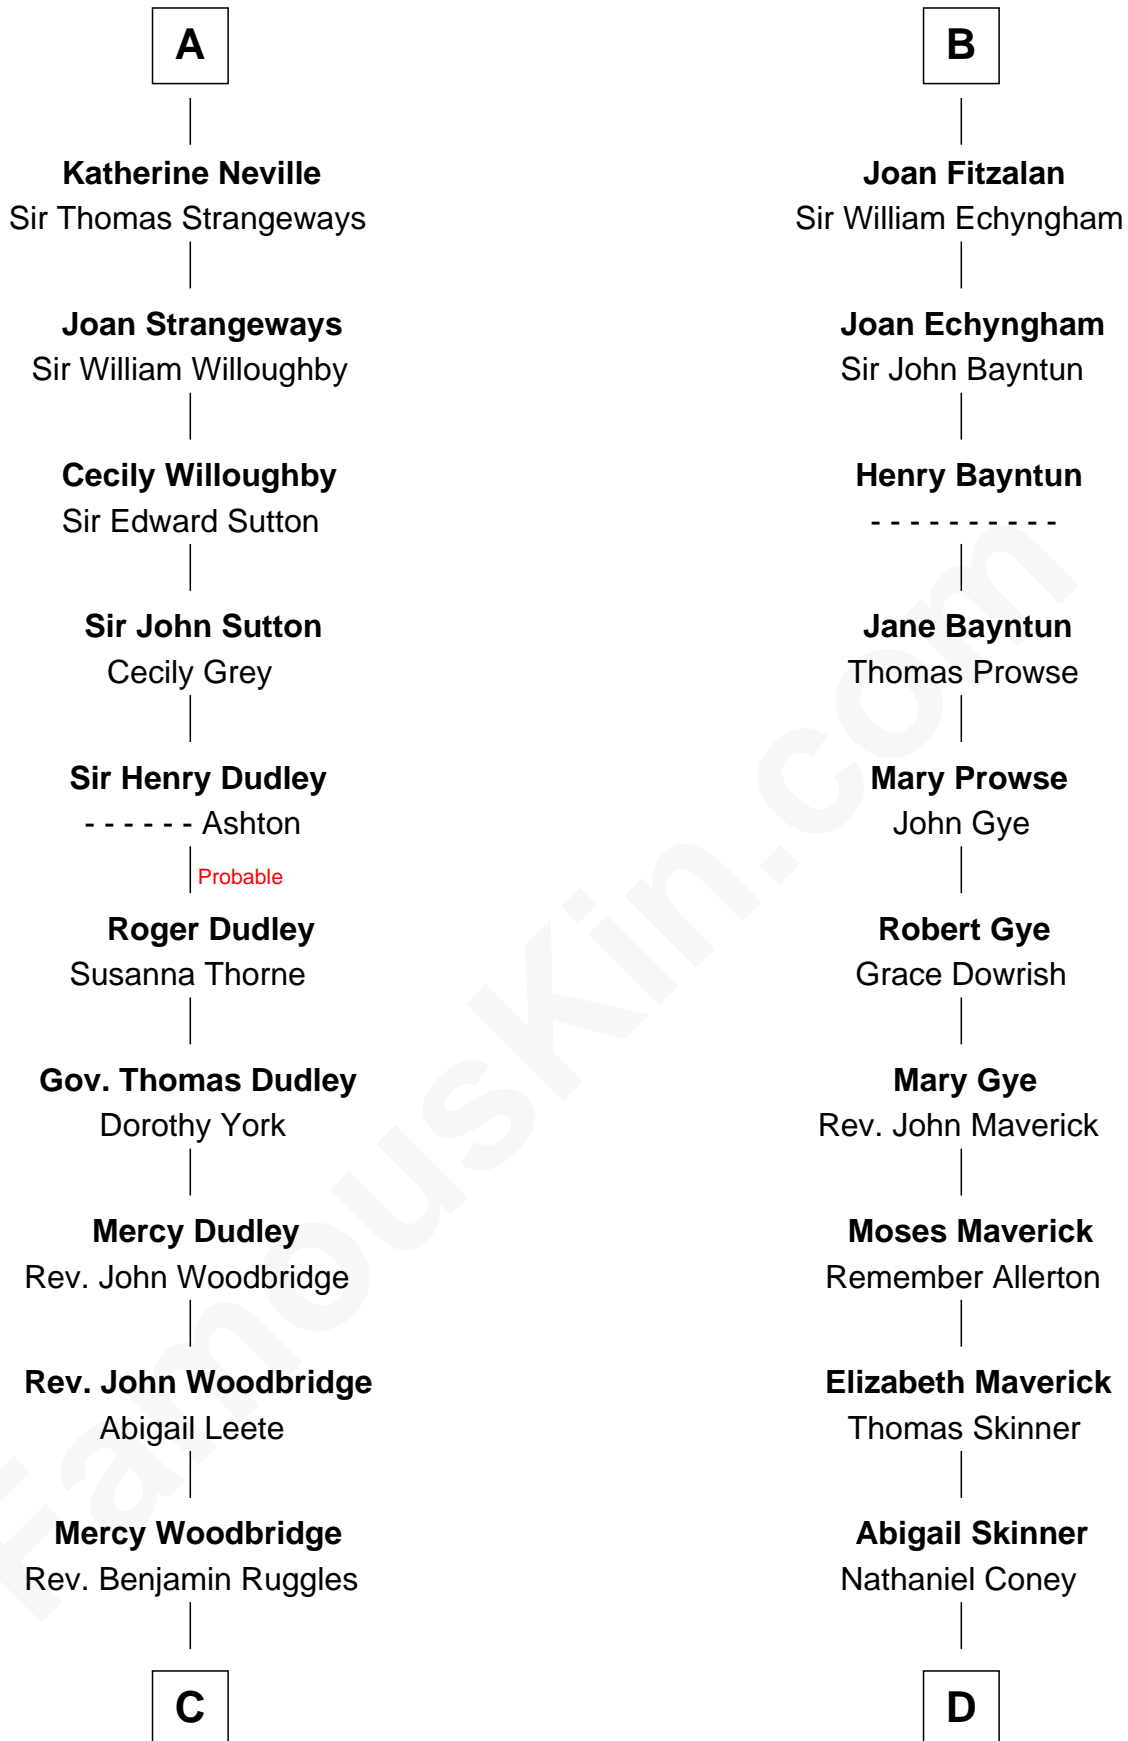 A
Katherine Neville
Sir Thomas Strangeways
Joan Strangeways
Sir William Willoughby
Cecily Willoughby
Sir Edward Sutton
Sir John Sutton
Cecily Grey
Sir Henry Dudley
- - - - - - Ashton
Probable
Roger Dudley
Susanna Thorne
Gov. Thomas Dudley
Dorothy York
Mercy Dudley
Rev. John Woodbridge
Rev. John Woodbridge
Abigail Leete
Mercy Woodbridge
Rev. Benjamin Ruggles
C
B
Joan Fitzalan
Sir William Echyngham
Joan Echyngham
Sir John Bayntun
Henry Bayntun
- - - - - - - - - -
Jane Bayntun
Thomas Prowse
Mary Prowse
John Gye
Robert Gye
Grace Dowrish
Mary Gye
Rev. John Maverick
Moses Maverick
Remember Allerton
Elizabeth Maverick
Thomas Skinner
Abigail Skinner
Nathaniel Coney
D
FamousKin.com